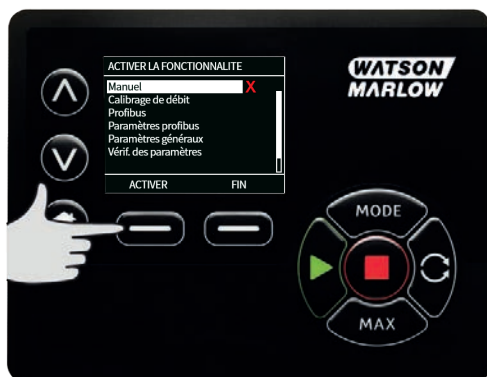 ACTIVER LA FONCTIONNALITE
Manuel X
Calibrage de débit
Profibus
Paramètres profibus
Paramètres généraux
Vérif. des paramètres
ACTIVER FIN
WATSON
MARLOW
MODE
MAX